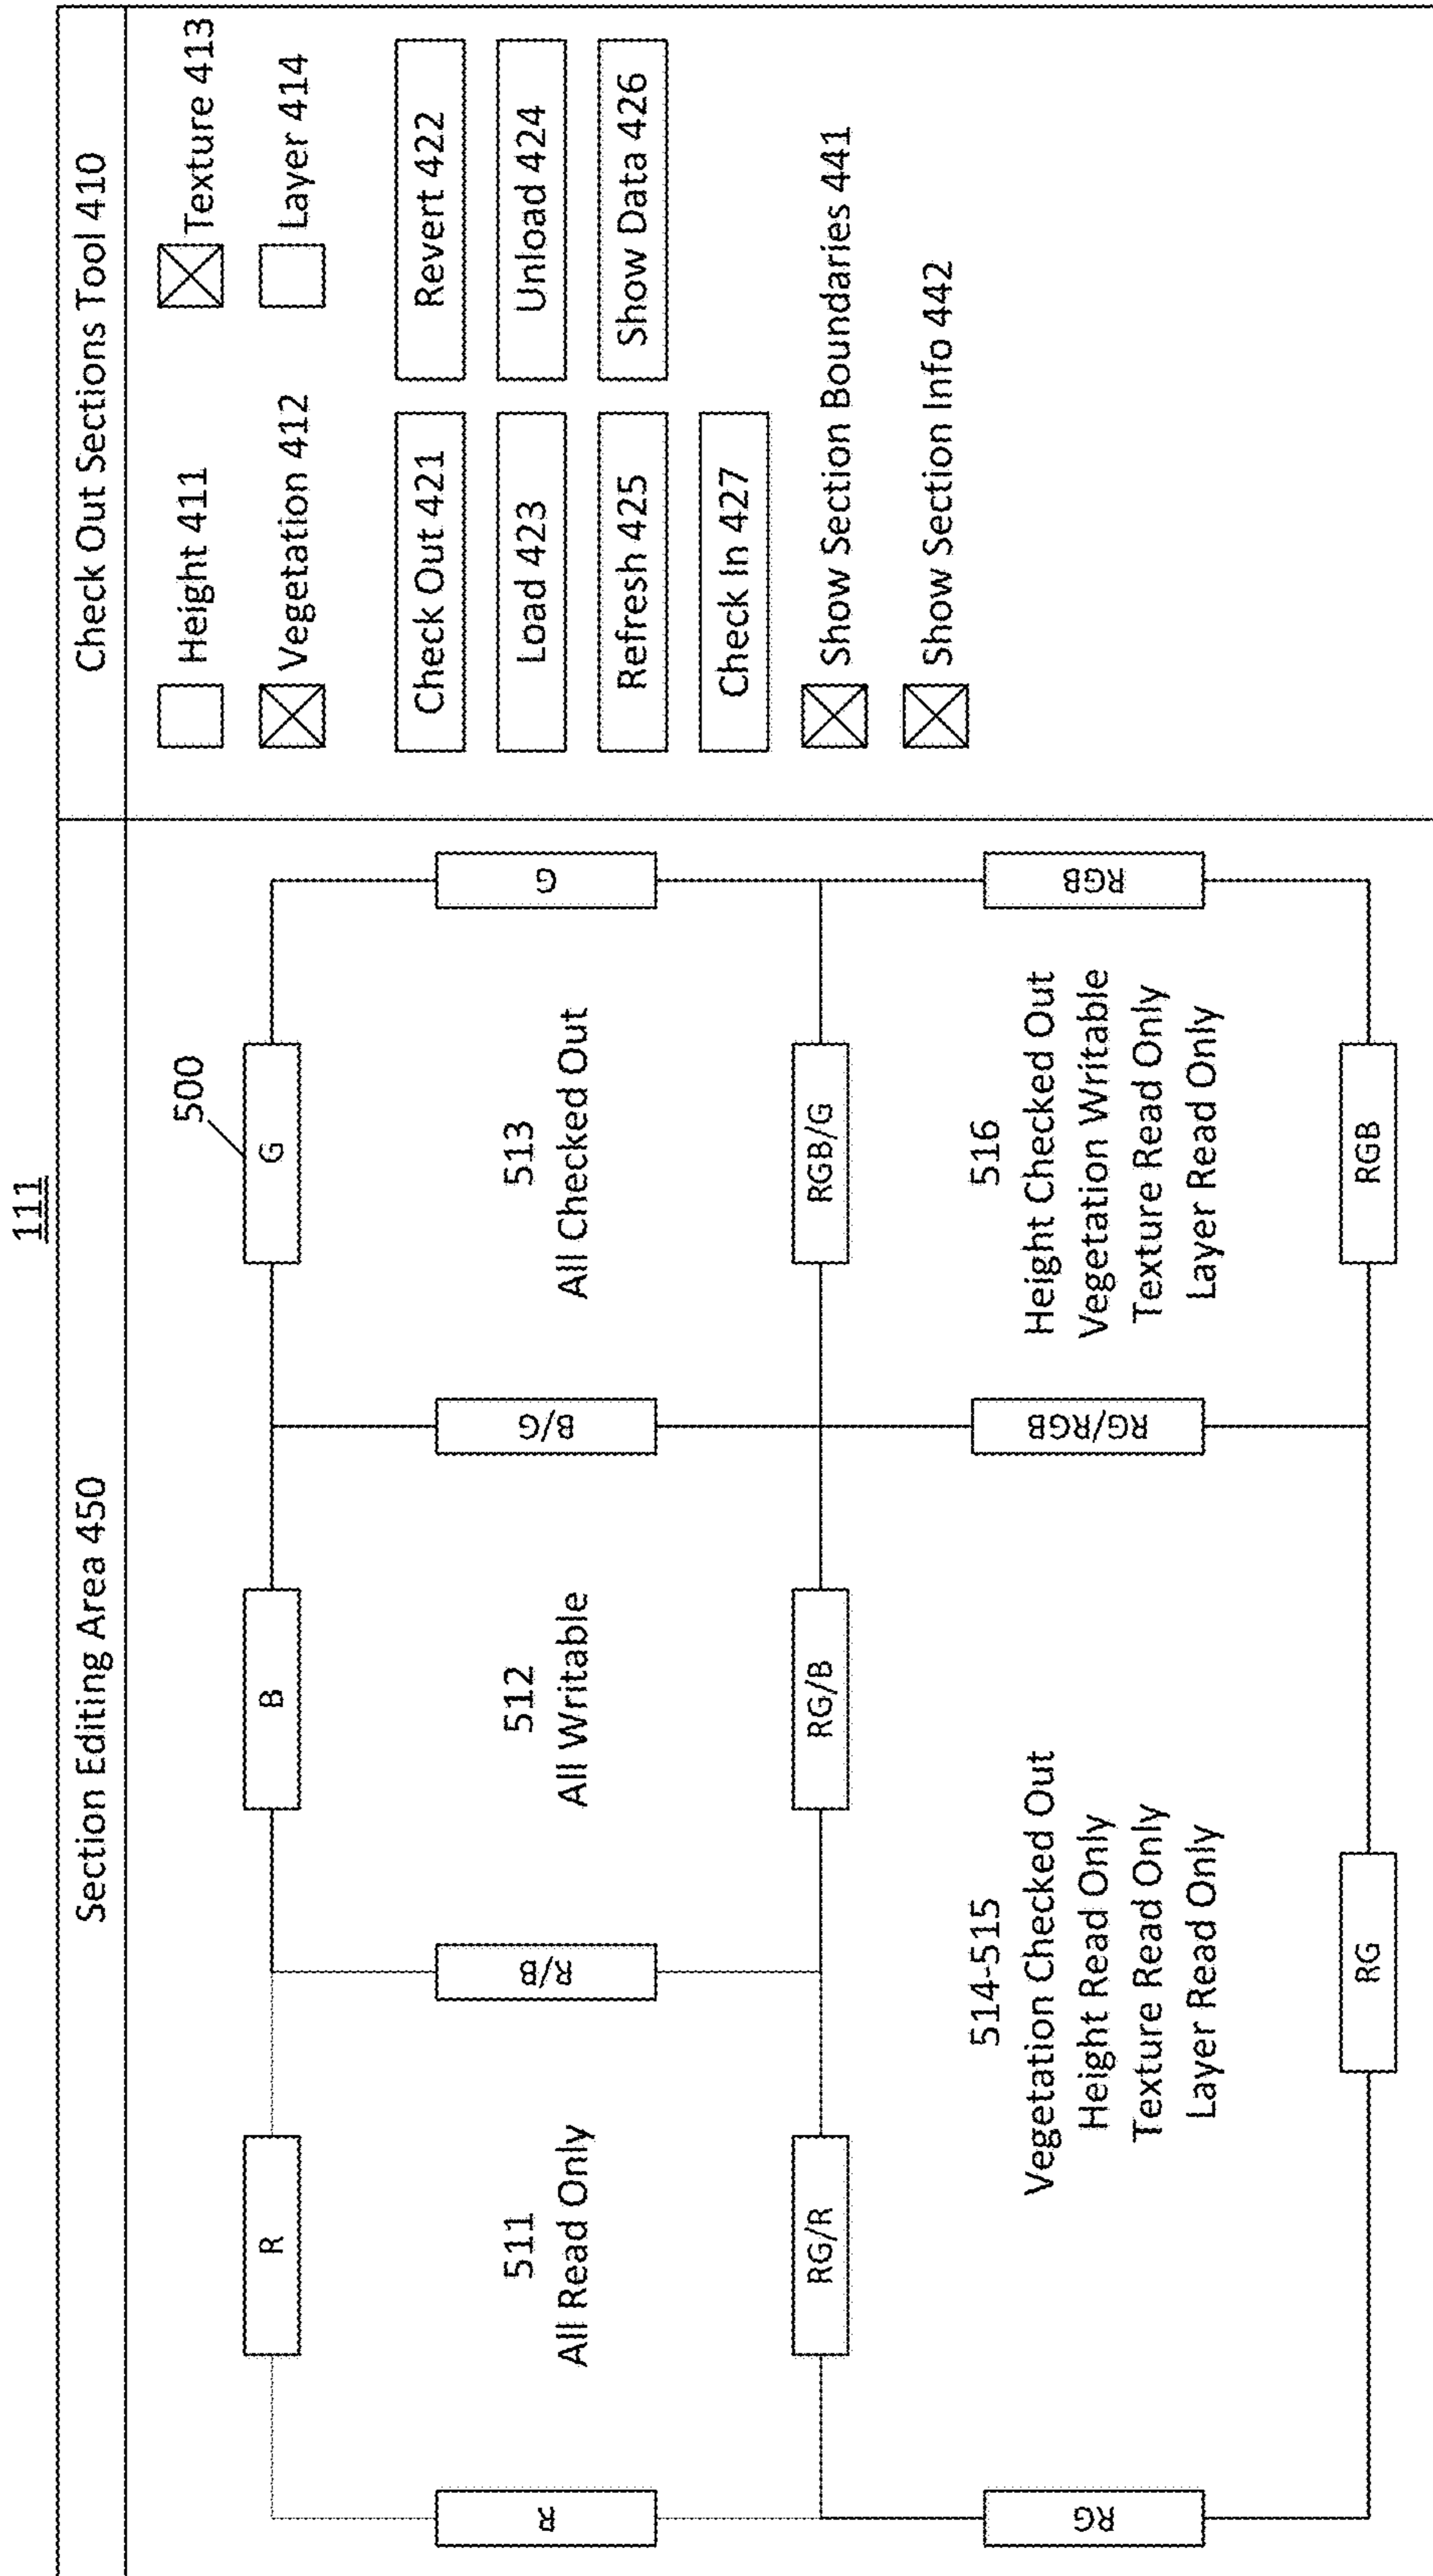 111
Section Editing Area 450
Check Out Sections Tool 410
500
R
B
G
R
511
All Read Only
R/B
512
All Writable
B/G
513
All Checked Out
G
RG/R
RG/B
RGB/G
RG
514-515
Vegetation Checked Out
Height Read Only
Texture Read Only
Layer Read Only
RG/RGB
516
Height Checked Out
Vegetation Writable
Texture Read Only
Layer Read Only
RGB
RG
RGB
Height 411
Texture 413
Vegetation 412
Layer 414
Check Out 421
Revert 422
Load 423
Unload 424
Refresh 425
Show Data 426
Check In 427
Show Section Boundaries 441
Show Section Info 442